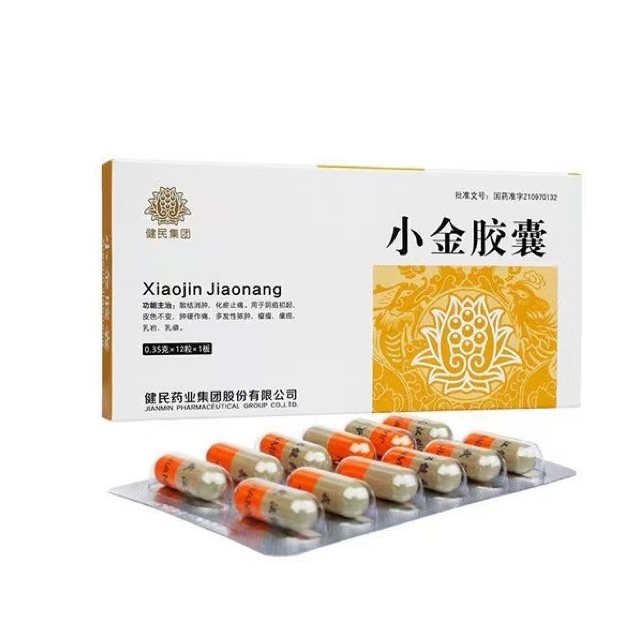 健民集团
批准文号：国药准字Z10970132
小金胶囊
Xiaojin Jiaonang
功能主治：散结消肿，化瘀止痛。用于阴疽初起，
皮色不变，肿硬作痛，多发性脓肿，瘿瘤，瘰疬，
乳岩，乳癖。
0.35克×12粒×1板
健民药业集团股份有限公司
JIANMIN PHARMACEUTICAL GROUP CO.,LTD.